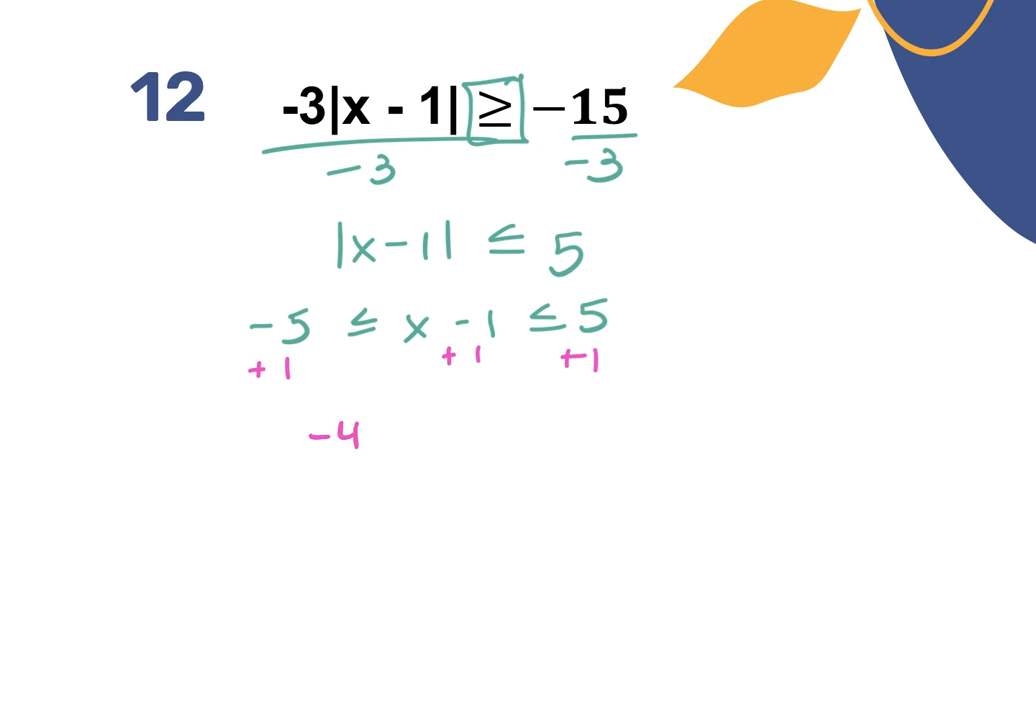 12 -3|x - 1| ≥ −15
−3 −3
|x−1| ≤ 5
−5 ≤ x −1 ≤ 5
+1 +1 +1
−4